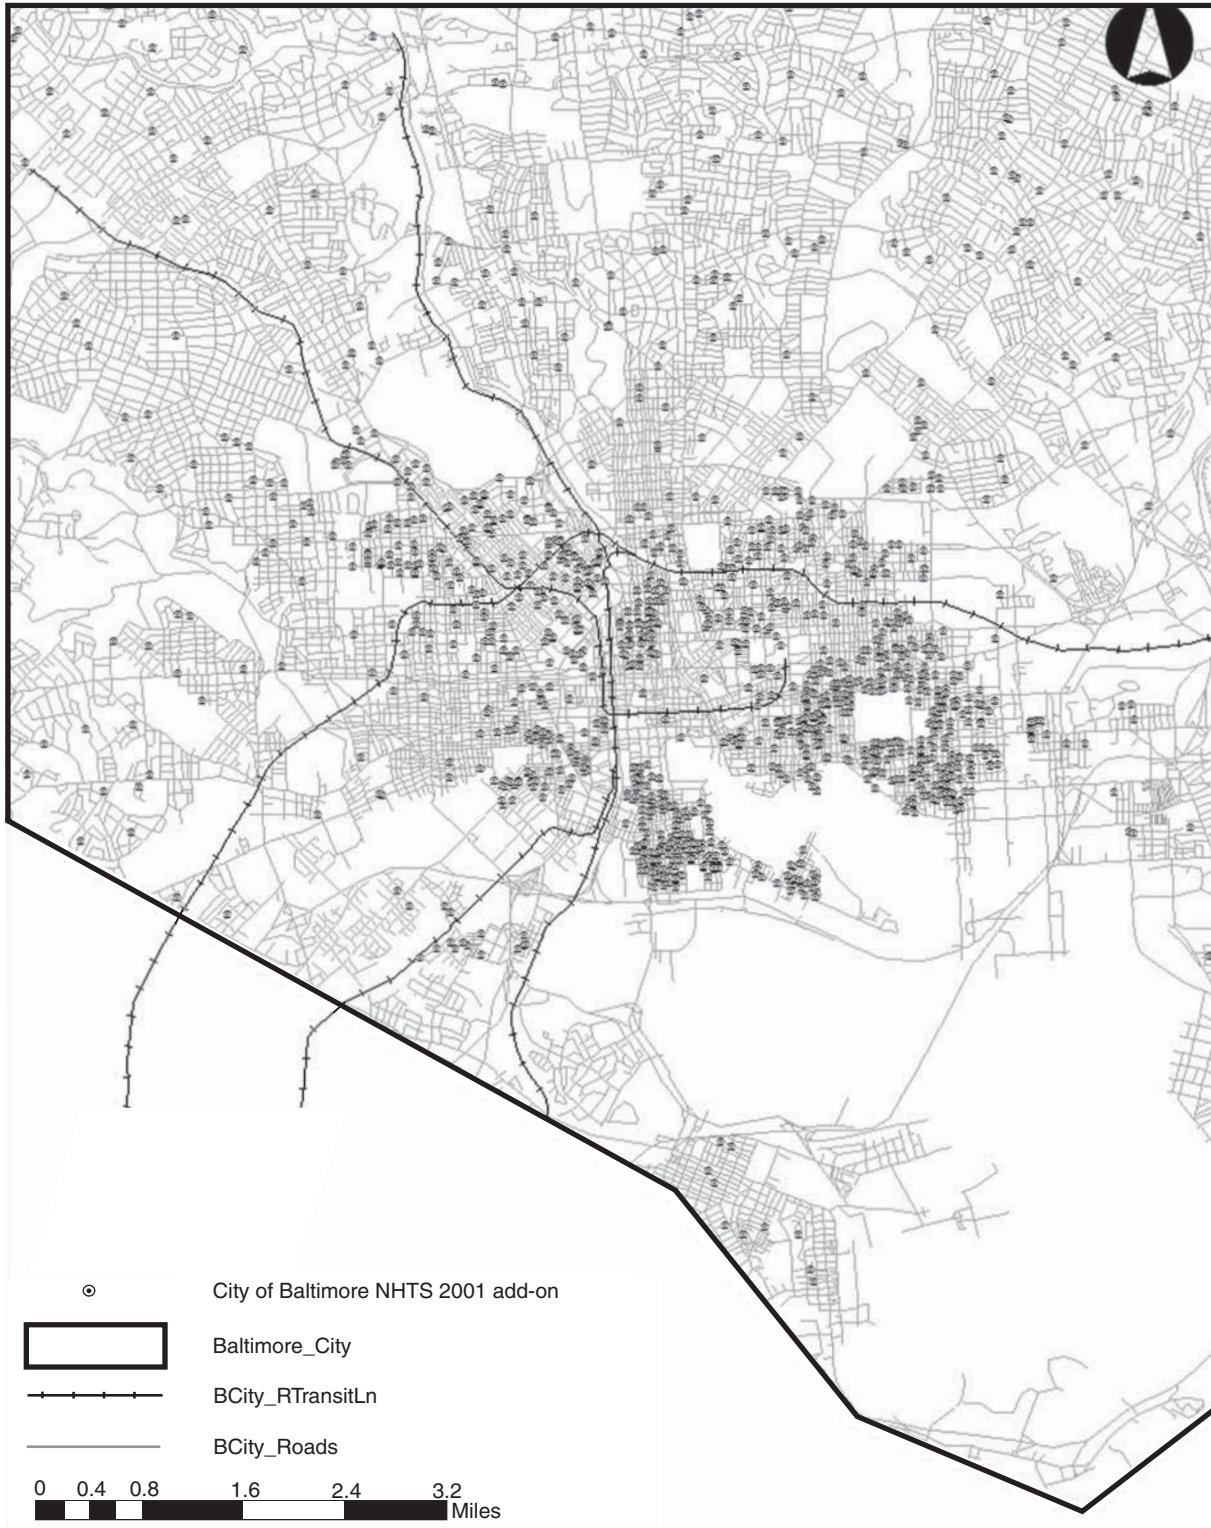 City of Baltimore NHTS 2001 add-on
Baltimore_City
BCity_RTransitLn
BCity_Roads
0 0.4 0.8 1.6 2.4 3.2
Miles